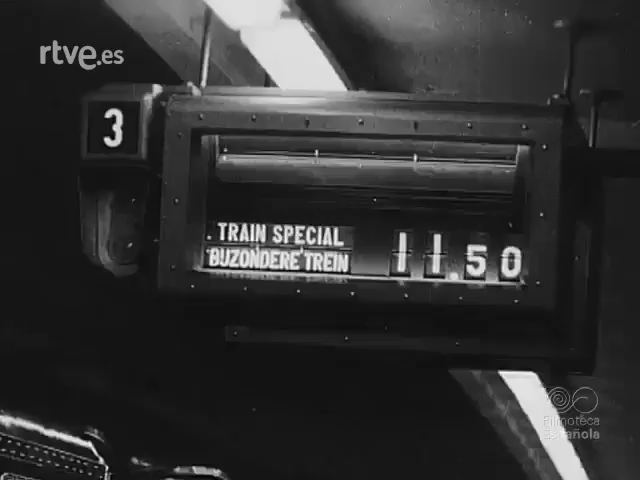 rtve.es
3
TRAIN SPECIAL
BUZONDERE TREIN
11.50
Filmoteca
Española